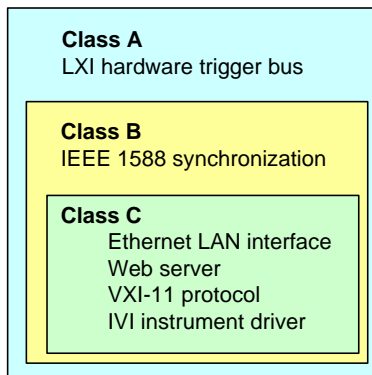 Class A
LXI hardware trigger bus
Class B
IEEE 1588 synchronization
Class C
Ethernet LAN interface
Web server
VXI-11 protocol
IVI instrument driver